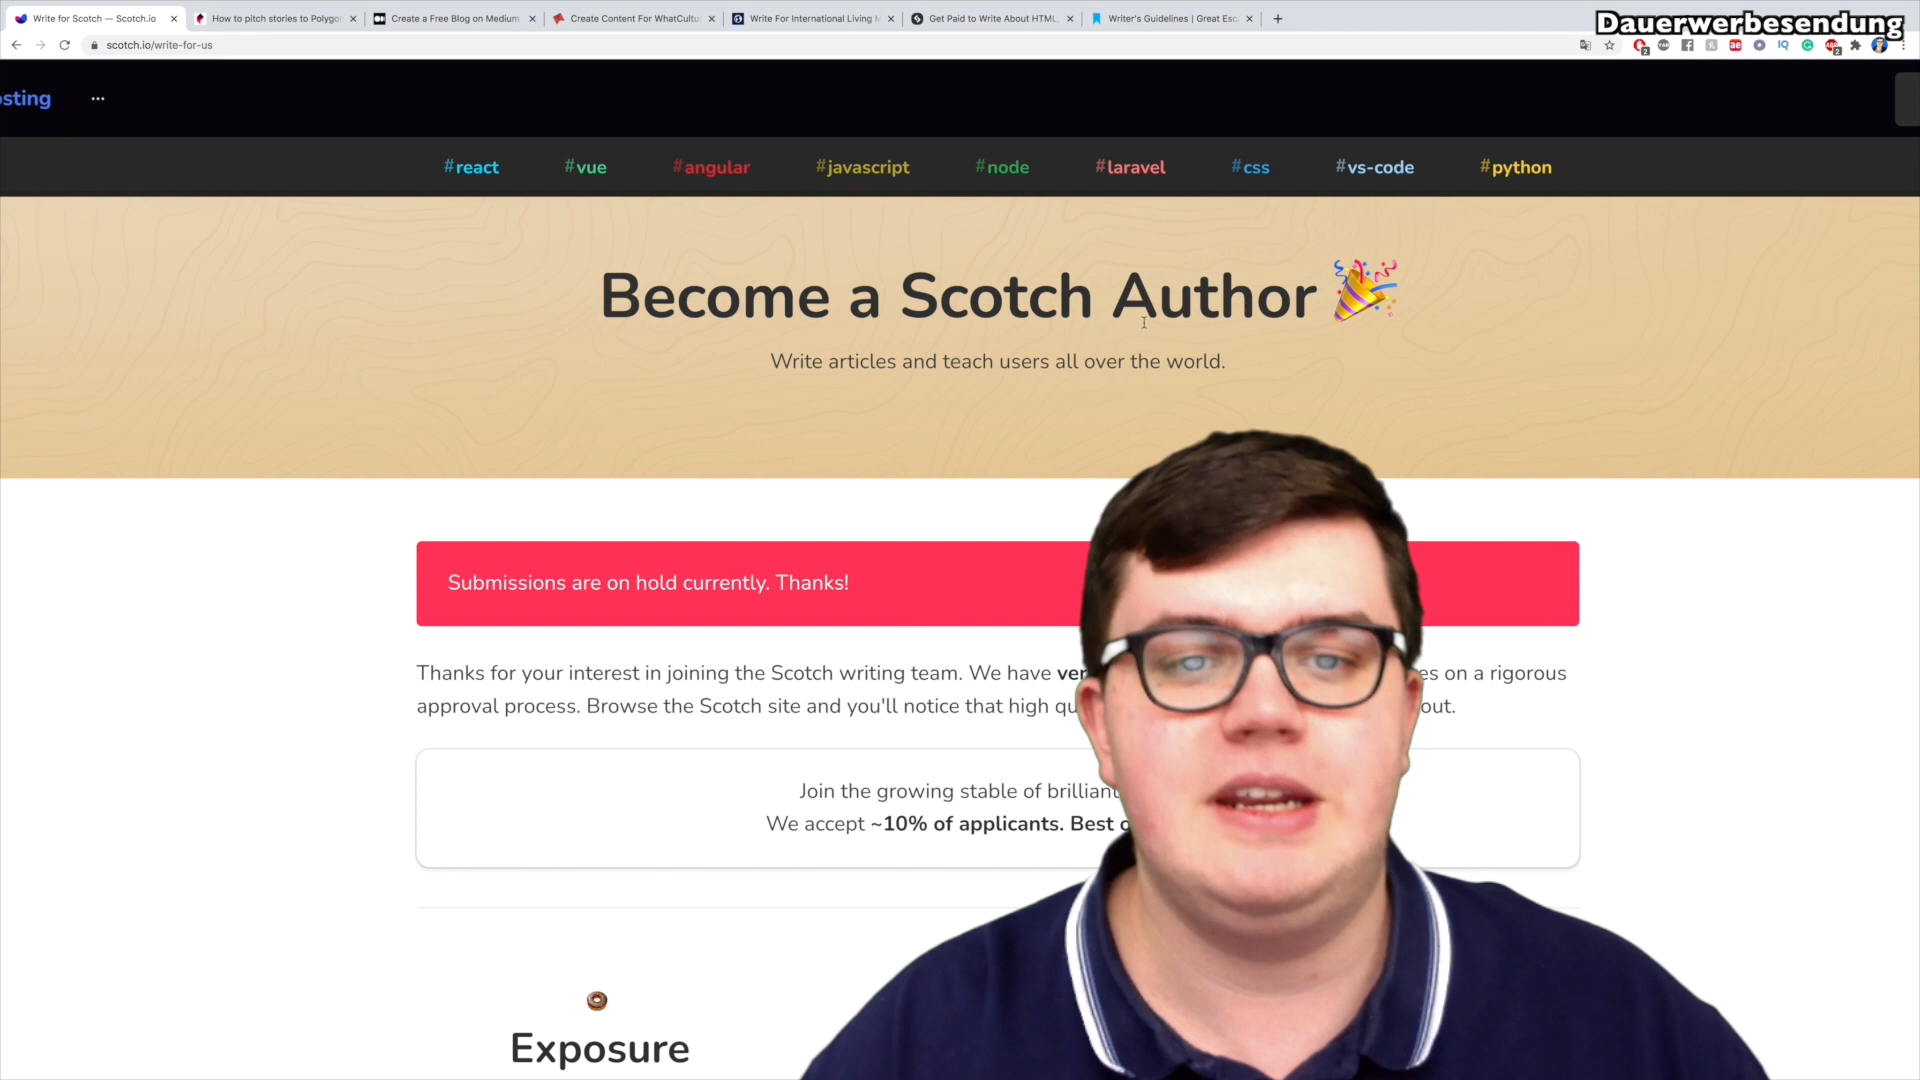 Write for Scotch — Scotch.io
How to pitch stories to Polygon
Create a Free Blog on Medium
Create Content For WhatCultu
Write For International Living M
Get Paid to Write About HTML,
Writer's Guidelines | Great Esc
Dauerwerbesendung
scotch.io/write-for-us
osting
#react #vue #angular #javascript #node #laravel #css #vs-code #python
Become a Scotch Author
Write articles and teach users all over the world.
Submissions are on hold currently. Thanks!
Thanks for your interest in joining the Scotch writing team. We have ver es on a rigorous
approval process. Browse the Scotch site and you'll notice that high qu out.
Join the growing stable of brilliant
We accept ~10% of applicants. Best o
Exposure